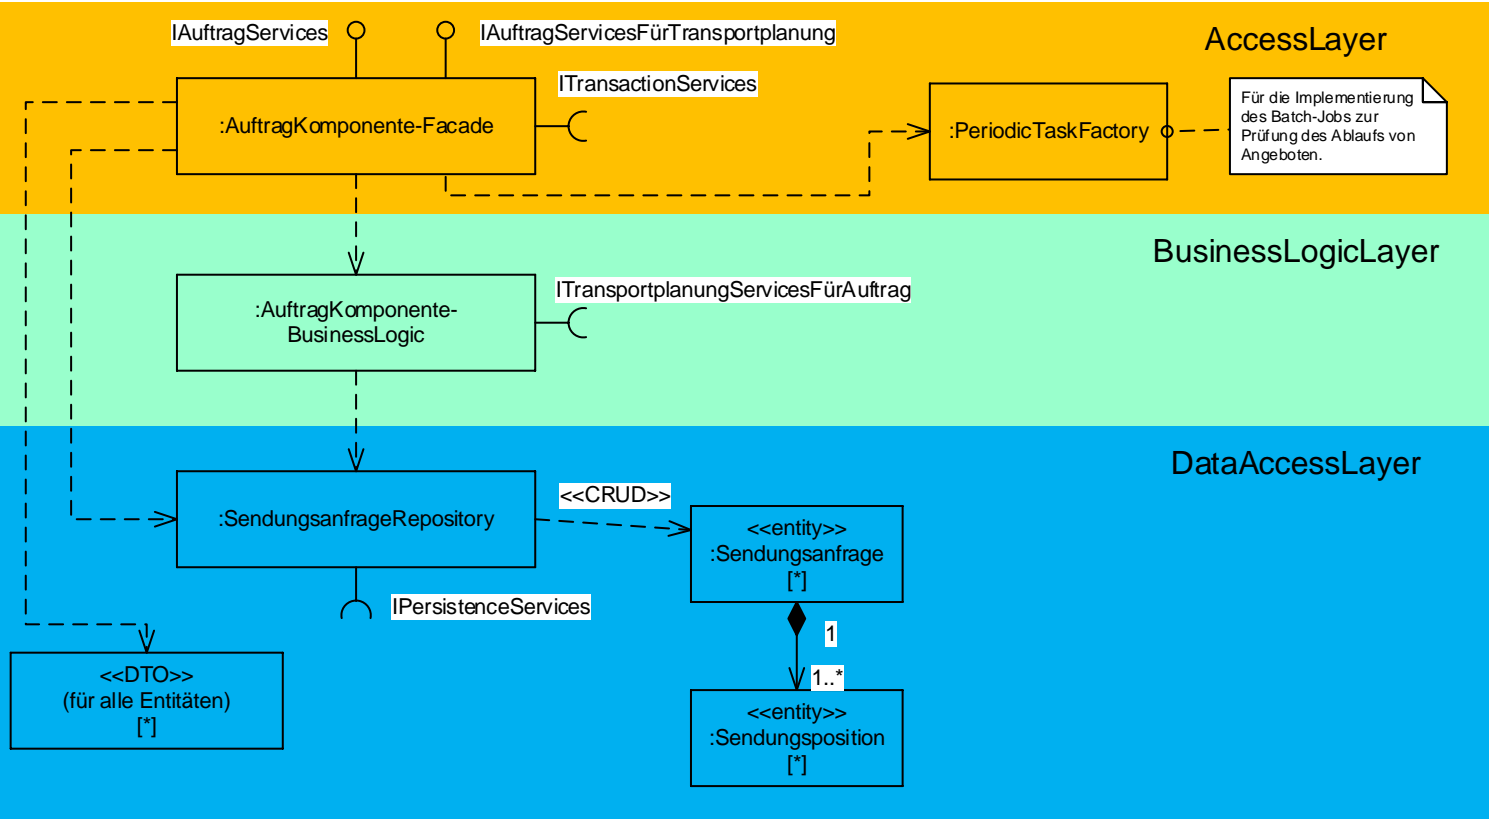 IAuftragServices
IAuftragServicesFürTransportplanung
AccessLayer
ITransactionServices
:AuftragKomponente-Facade
:PeriodicTaskFactory
Für die Implementierung
des Batch-Jobs zur
Prüfung des Ablaufs von
Angeboten.
BusinessLogicLayer
ITransportplanungServicesFürAuftrag
:AuftragKomponente-
BusinessLogic
DataAccessLayer
<<CRUD>>
:SendungsanfrageRepository
<<entity>>
:Sendungsanfrage
[*]
IPersistenceServices
1
1..*
<<DTO>>
(für alle Entitäten)
[*]
<<entity>>
:Sendungsposition
[*]